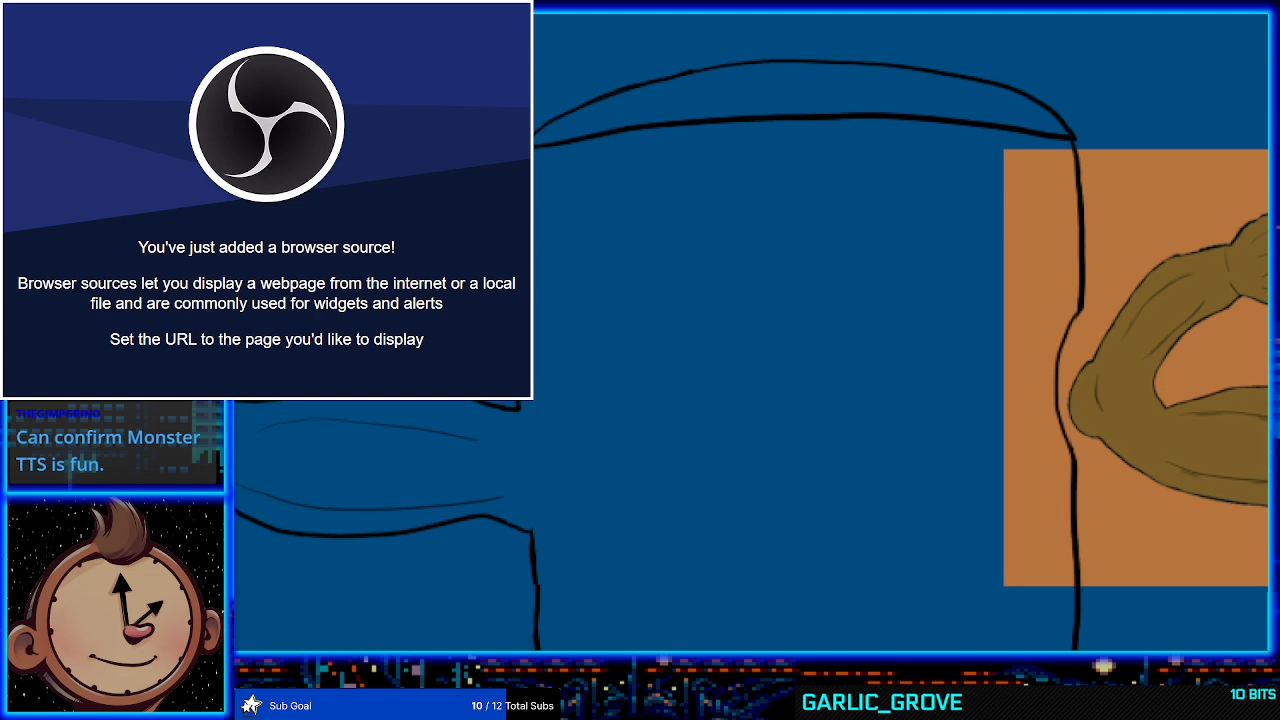 You've just added a browser source!
Browser sources let you display a webpage from the internet or a local
file and are commonly used for widgets and alerts
Set the URL to the page you'd like to display
THEGIMPGRIND
Can confirm Monster
TTS is fun.
Sub Goal
10 / 12 Total Subs
GARLIC_GROVE
10 BITS